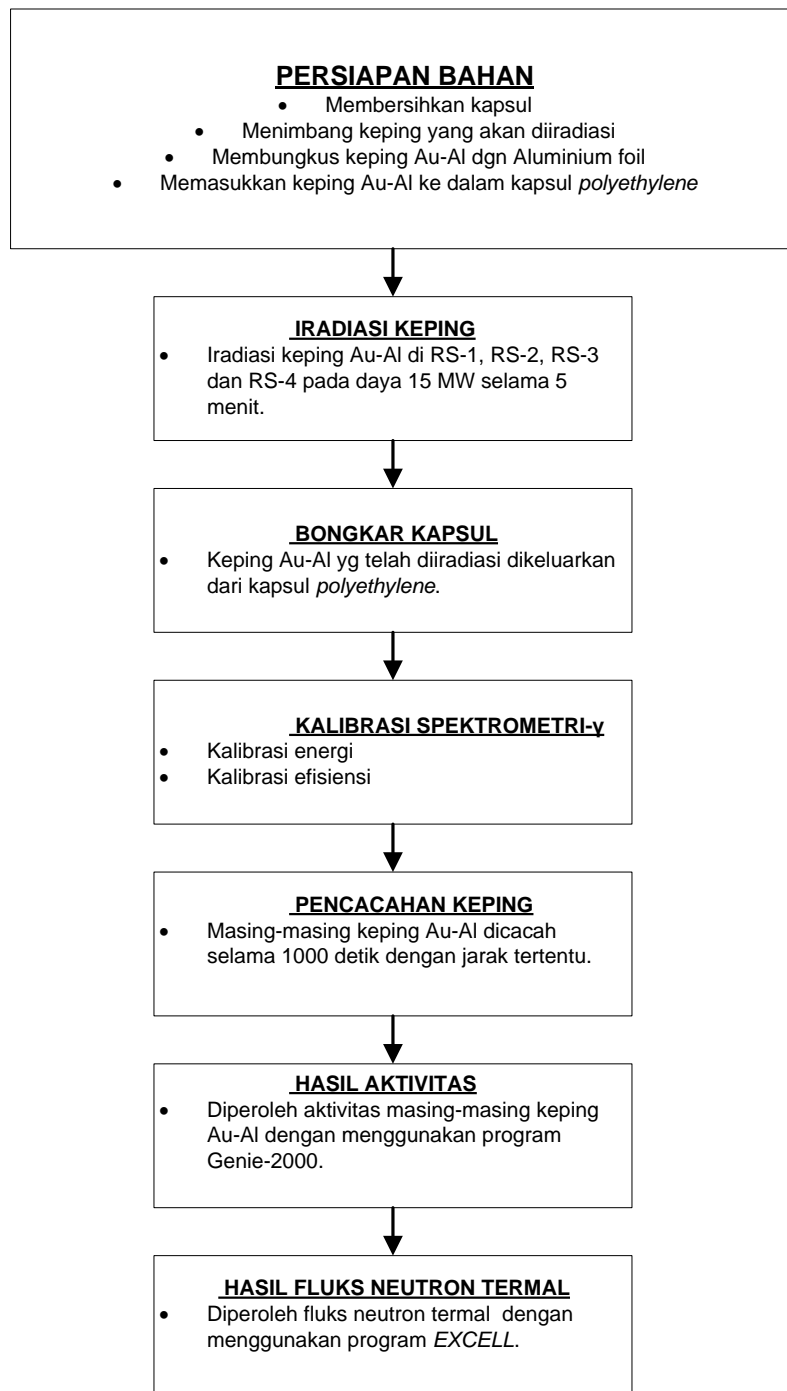 PERSIAPAN BAHAN
• Membersihkan kapsul
• Menimbang keping yang akan diiradiasi
• Membungkus keping Au-Al dgn Aluminium foil
• Memasukkan keping Au-Al ke dalam kapsul polyethylene
IRADIASI KEPING
• Iradiasi keping Au-Al di RS-1, RS-2, RS-3
dan RS-4 pada daya 15 MW selama 5
menit.
BONGKAR KAPSUL
• Keping Au-Al yg telah diiradiasi dikeluarkan
dari kapsul polyethylene.
KALIBRASI SPEKTROMETRI-γ
• Kalibrasi energi
• Kalibrasi efisiensi
PENCACAHAN KEPING
• Masing-masing keping Au-Al dicacah
selama 1000 detik dengan jarak tertentu.
HASIL AKTIVITAS
• Diperoleh aktivitas masing-masing keping
Au-Al dengan menggunakan program
Genie-2000.
HASIL FLUKS NEUTRON TERMAL
• Diperoleh fluks neutron termal dengan
menggunakan program EXCELL.